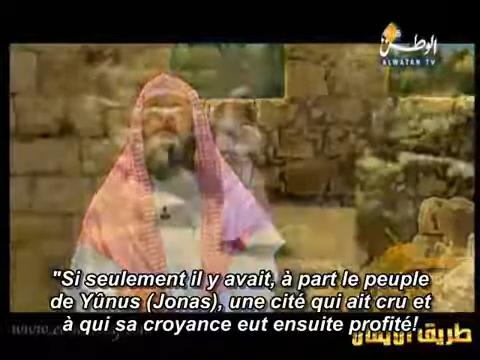 الوطن
ALWATAN TV
"Si seulement il y avait, à part le peuple
de Yûnus (Jonas), une cité qui ait cru et
à qui sa croyance eut ensuite profité!
طريق الإيمان